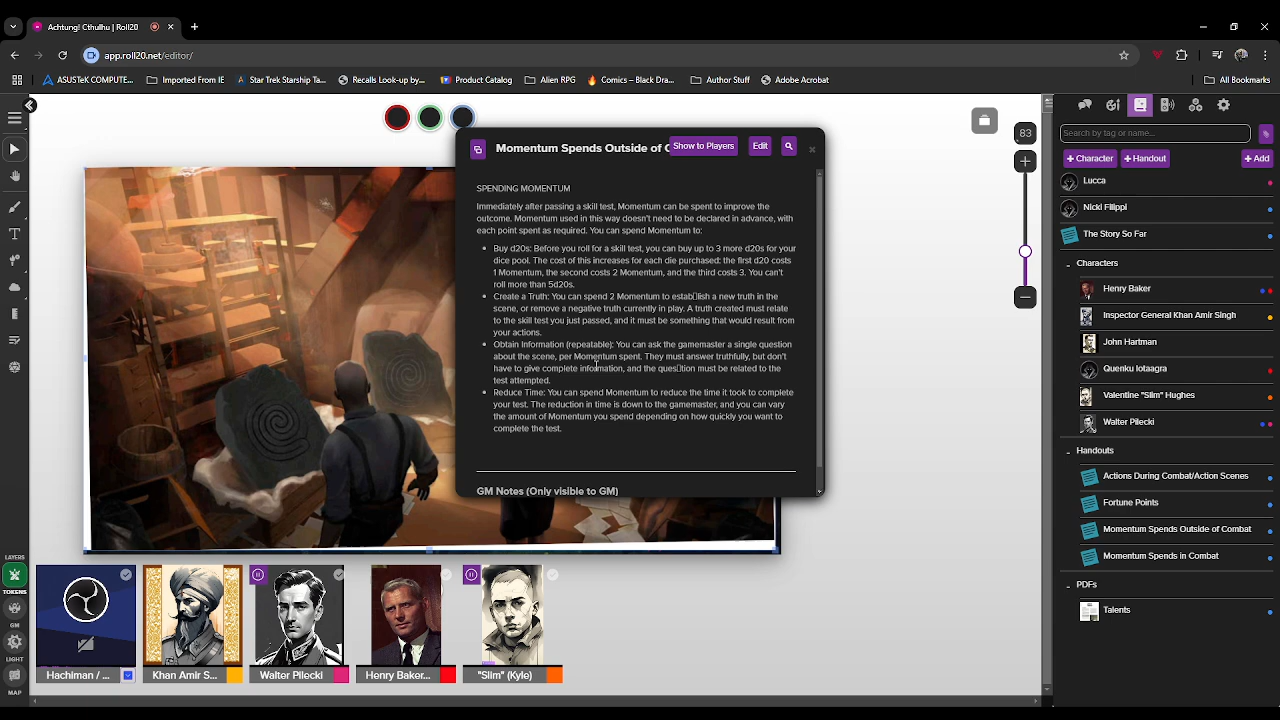 Achtung! Cthulhu | Roll20
app.roll20.net/editor/
ASUSTeK COMPUTE...
Imported From IE
Star Trek Starship Ta...
Recalls Look-up by...
Product Catalog
Alien RPG
Comics – Black Dra...
Author Stuff
Adobe Acrobat
All Bookmarks
Momentum Spends Outside of C
Show to Players
Edit
SPENDING MOMENTUM
Immediately after passing a skill test, Momentum can be spent to improve the
outcome. Momentum used in this way doesn't need to be declared in advance, with
each point spent as required. You can spend Momentum to:
Buy d20s: Before you roll for a skill test, you can buy up to 3 more d20s for your
dice pool. The cost of this increases for each die purchased: the first d20 costs
1 Momentum, the second costs 2 Momentum, and the third costs 3. You can't
roll more than 5d20s.
Create a Truth: You can spend 2 Momentum to estab▯lish a new truth in the
scene, or remove a negative truth currently in play. A truth created must relate
to the skill test you just passed, and it must be something that would result from
your actions.
Obtain Information (repeatable): You can ask the gamemaster a single question
about the scene, per Momentum spent. They must answer truthfully, but don't
have to give complete information, and the ques▯tion must be related to the
test attempted.
Reduce Time: You can spend Momentum to reduce the time it took to complete
your test. The reduction in time is down to the gamemaster, and you can vary
the amount of Momentum you spend depending on how quickly you want to
complete the test.
GM Notes (Only visible to GM)
83
Search by tag or name...
+ Character
+ Handout
+ Add
Lucca
Nicki Filippi
The Story So Far
Characters
Henry Baker
Inspector General Khan Amir Singh
John Hartman
Guenku Iotaagra
Valentine "Slim" Hughes
Walter Pilecki
Handouts
Actions During Combat/Action Scenes
Fortune Points
Momentum Spends Outside of Combat
Momentum Spends in Combat
PDFs
Talents
LAYERS
TOKENS
GM
LIGHT
MAP
Hachiman / ...
Khan Amir S...
Walter Pilecki
Henry Baker...
"Slim" (Kyle)